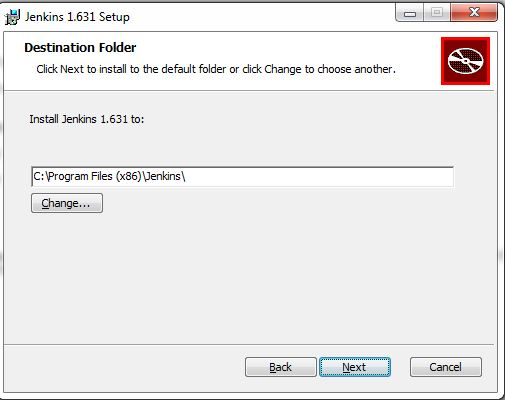 Jenkins 1.631 Setup
Destination Folder
Click Next to install to the default folder or click Change to choose another.
Install Jenkins 1.631 to:
C:\Program Files (x86)\Jenkins\
Change...
Back
Next
Cancel